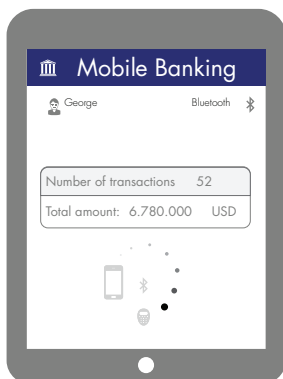 Mobile Banking
George Bluetooth
Number of transactions 52
Total amount: 6.780.000 USD